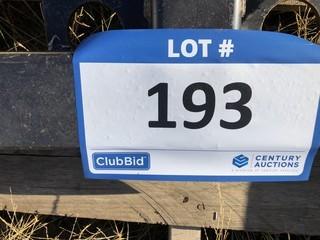 LOT #
193
ClubBid
CENTURY
AUCTIONS